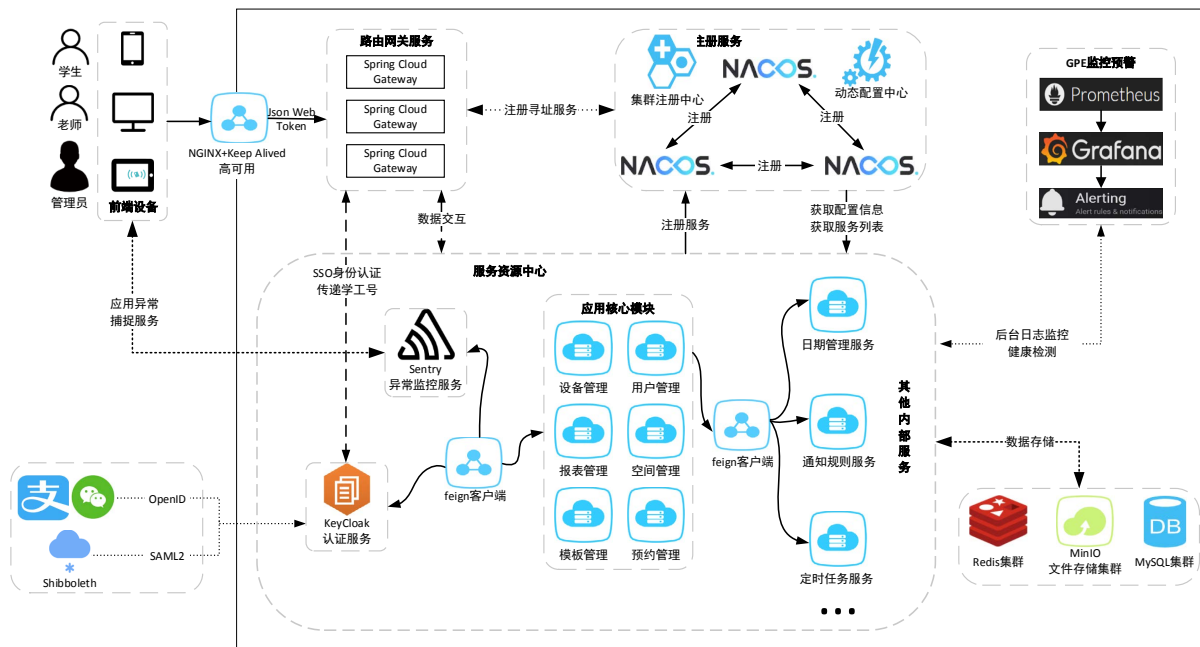 学生
老师
管理员
前端设备
NGINX+Keep Alived
高可用
Json Web
Token
路由网关服务
Spring Cloud
Gateway
Spring Cloud
Gateway
Spring Cloud
Gateway
注册寻址服务
注册服务
集群注册中心
NACOS.
动态配置中心
注册
注册
NACOS.
注册
NACOS.
GPE监控预警
Prometheus
Grafana
Alerting
Alert rules & notifications
数据交互
注册服务
获取配置信息
获取服务列表
SSO身份认证
传递学工号
应用异常
捕捉服务
服务资源中心
Sentry
异常监控服务
应用核心模块
设备管理
用户管理
报表管理
空间管理
模板管理
预约管理
feign客户端
feign客户端
日期管理服务
通知规则服务
定时任务服务
其他内部服务
后台日志监控
健康检测
数据存储
支
OpenID
SAML2
Shibboleth
KeyCloak
认证服务
Redis集群
MinIO
文件存储集群
DB
MySQL集群